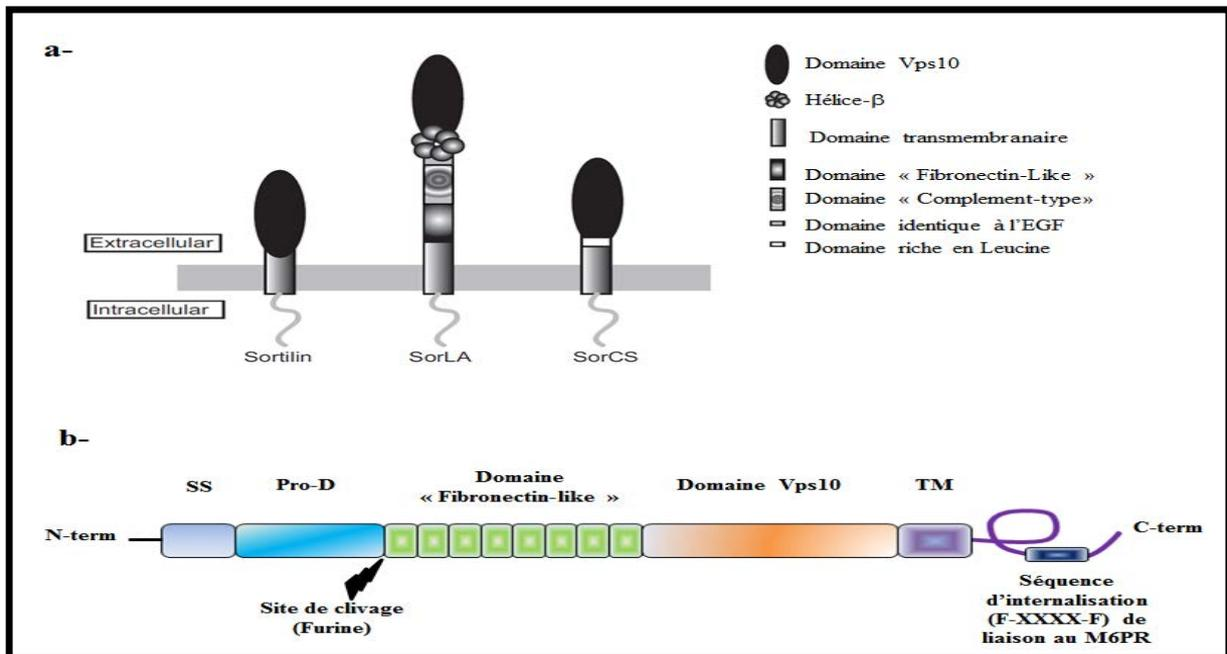 a-
Domaine Vps10
Hélice-β
Domaine transmembranaire
Domaine « Fibronectin-Like »
Domaine « Complement-type»
Domaine identique à l'EGF
Domaine riche en Leucine
Extracellular
Intracellular
Sortilin
SorLA
SorCS
b-
SS
Pro-D
Domaine
« Fibronectin-like »
Domaine Vps10
TM
N-term
C-term
Site de clivage
(Furine)
Séquence
d'internalisation
(F-XXXX-F) de
liaison au M6PR